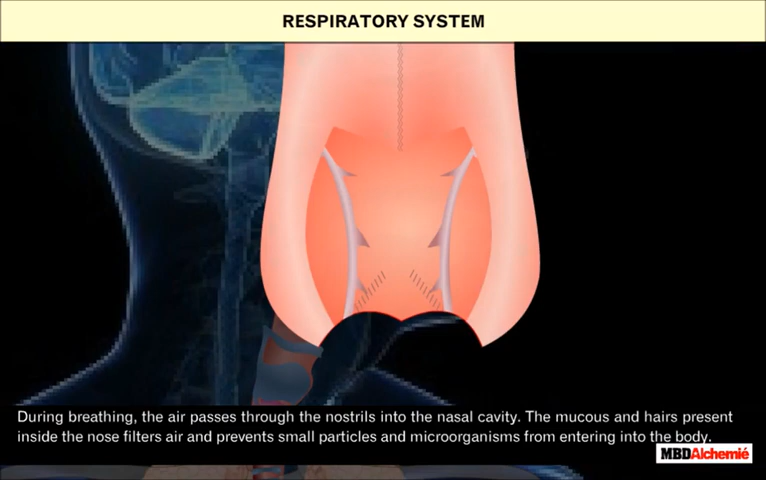 RESPIRATORY SYSTEM
During breathing, the air passes through the nostrils into the nasal cavity. The mucous and hairs present
inside the nose filters air and prevents small particles and microorganisms from entering into the body.
MBDAlchemié